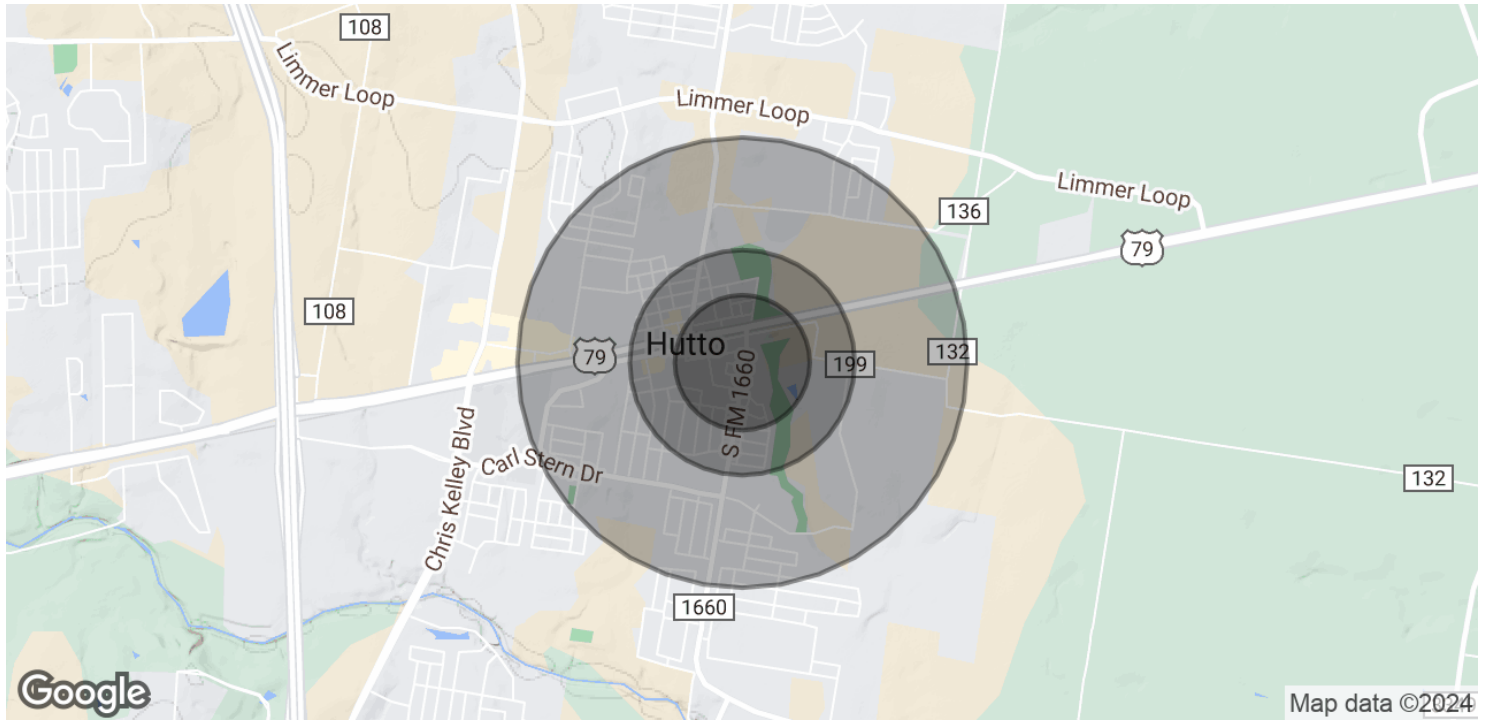 108
Limmer Loop
Limmer Loop
Limmer Loop
136
79
108
Hutto
79
199
132
S FM 1660
Chris Kelley Blvd
Carl Stern Dr
132
1660
Google
Map data ©2024